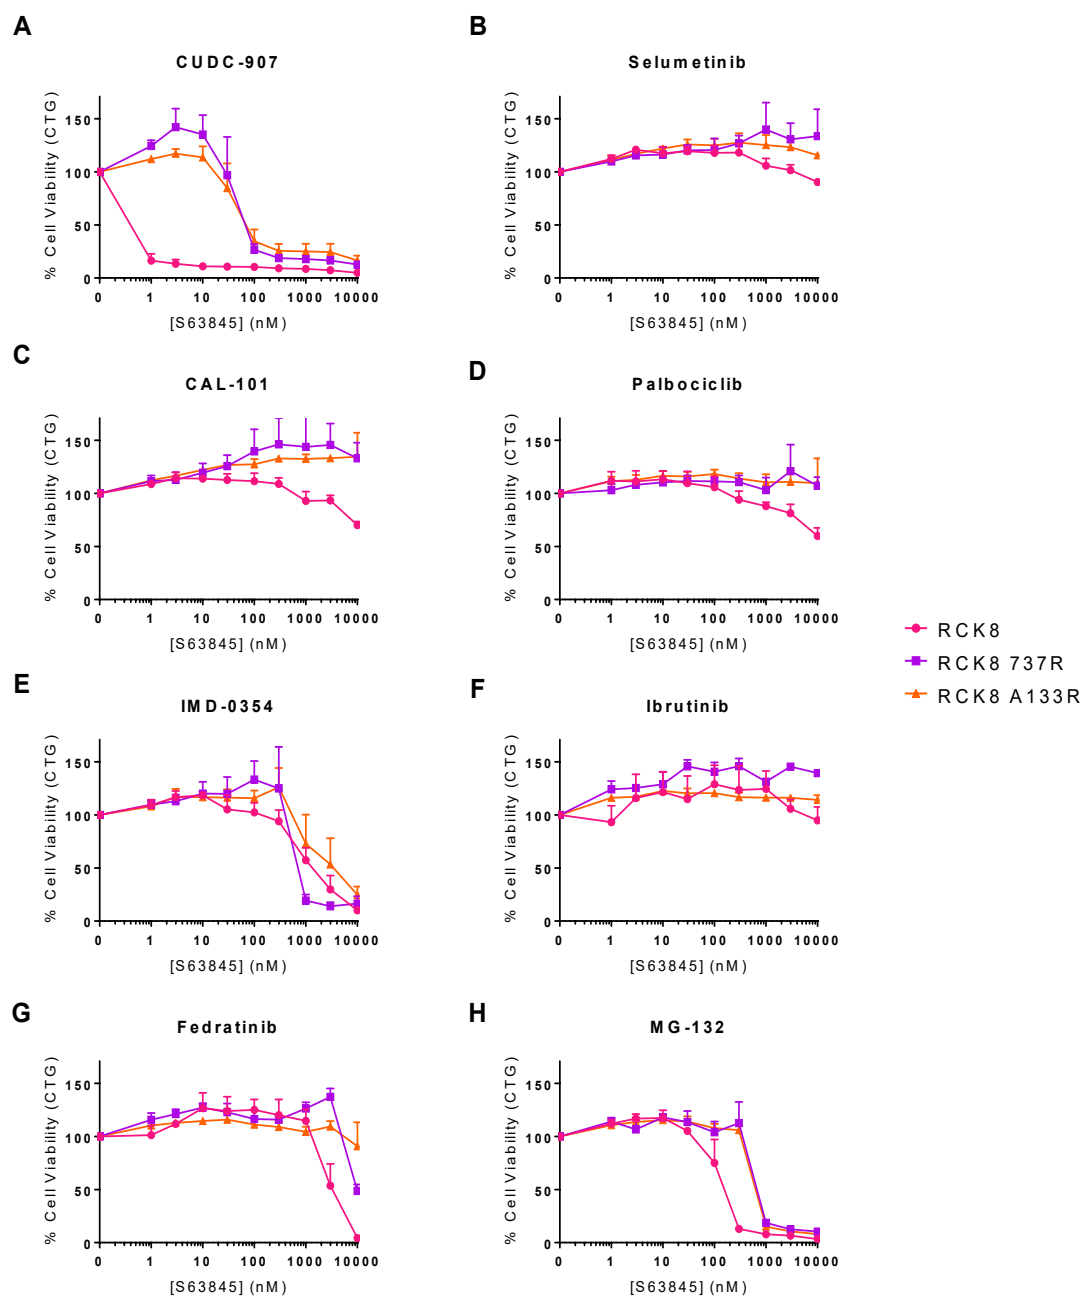 A
CUDC-907
% Cell Viability (CTG)
150
100
50
0
0 1 10 100 1000 10000
[S63845] (nM)
B
Selumetinib
% Cell Viability (CTG)
150
100
50
0
0 1 10 100 1000 10000
[S63845] (nM)
C
CAL-101
% Cell Viability (CTG)
150
100
50
0
0 1 10 100 1000 10000
[S63845] (nM)
D
Palbociclib
% Cell Viability (CTG)
150
100
50
0
0 1 10 100 1000 10000
[S63845] (nM)
RCK8
RCK8 737R
RCK8 A133R
E
IMD-0354
% Cell Viability (CTG)
150
100
50
0
0 1 10 100 1000 10000
[S63845] (nM)
F
Ibrutinib
% Cell Viability (CTG)
150
100
50
0
0 1 10 100 1000 10000
[S63845] (nM)
G
Fedratinib
% Cell Viability (CTG)
150
100
50
0
0 1 10 100 1000 10000
[S63845] (nM)
H
MG-132
% Cell Viability (CTG)
150
100
50
0
0 1 10 100 1000 10000
[S63845] (nM)